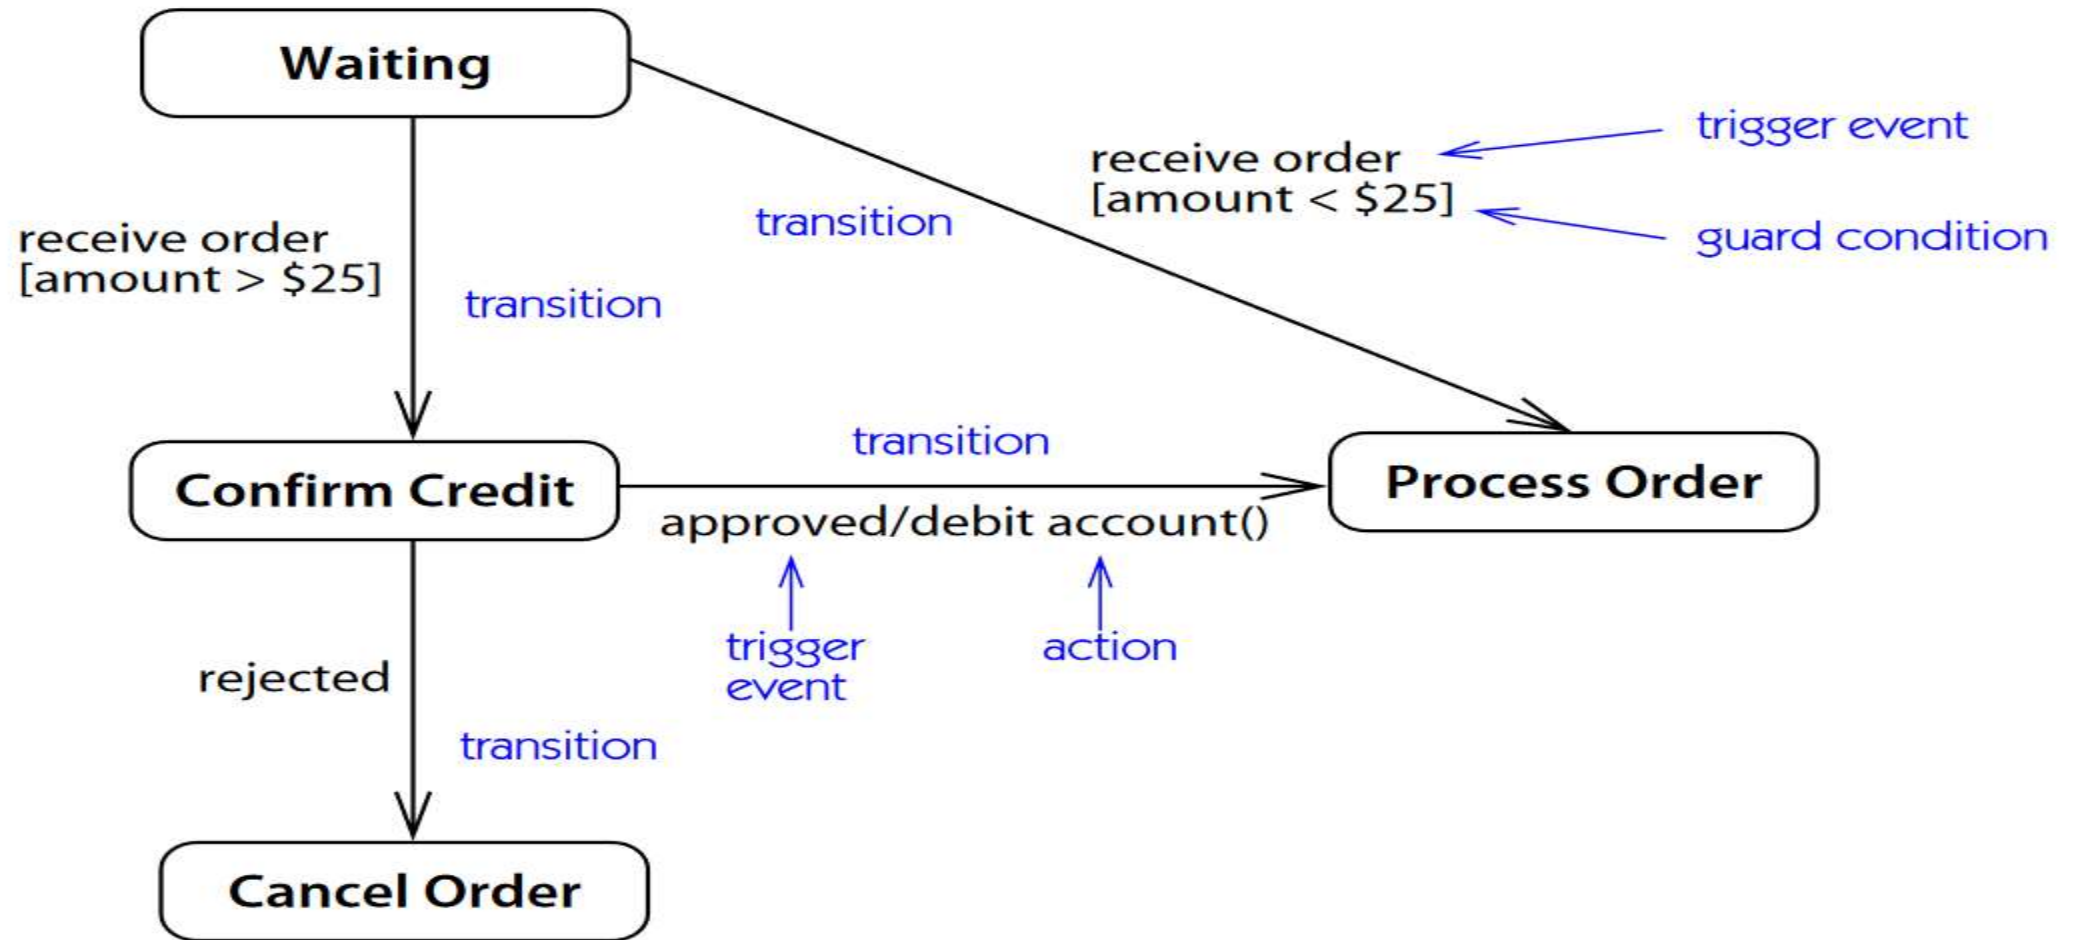 Waiting
trigger event
receive order
[amount < $25]
transition
guard condition
receive order
[amount > $25]
transition
transition
Confirm Credit
Process Order
approved/debit account()
trigger
event
action
rejected
transition
Cancel Order